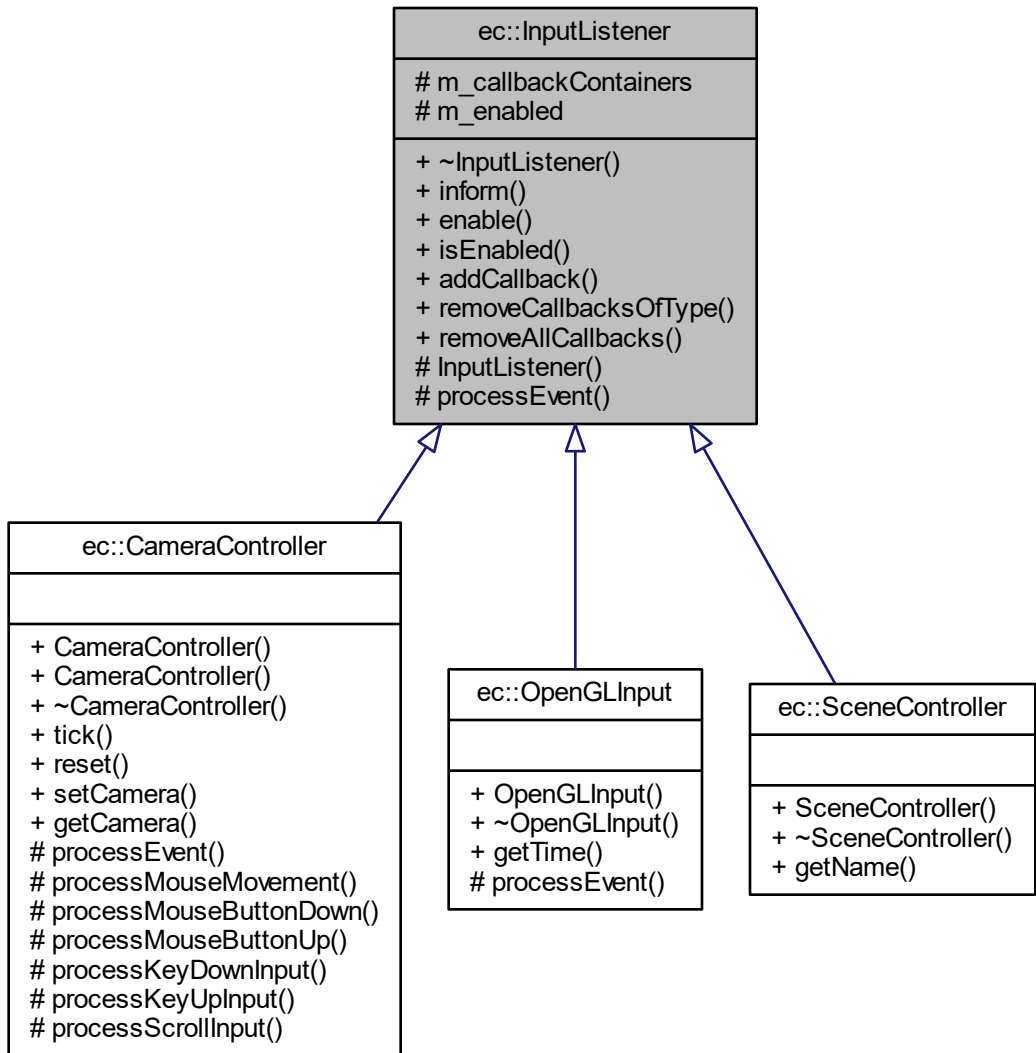 ec::InputListener
# m_callbackContainers
# m_enabled
+ ~InputListener()
+ inform()
+ enable()
+ isEnabled()
+ addCallback()
+ removeCallbacksOfType()
+ removeAllCallbacks()
# InputListener()
# processEvent()
ec::CameraController
+ CameraController()
+ CameraController()
+ ~CameraController()
+ tick()
+ reset()
+ setCamera()
+ getCamera()
# processEvent()
# processMouseMovement()
# processMouseButtonDown()
# processMouseButtonUp()
# processKeyDownInput()
# processKeyUpInput()
# processScrollInput()
ec::OpenGLInput
+ OpenGLInput()
+ ~OpenGLInput()
+ getTime()
# processEvent()
ec::SceneController
+ SceneController()
+ ~SceneController()
+ getName()